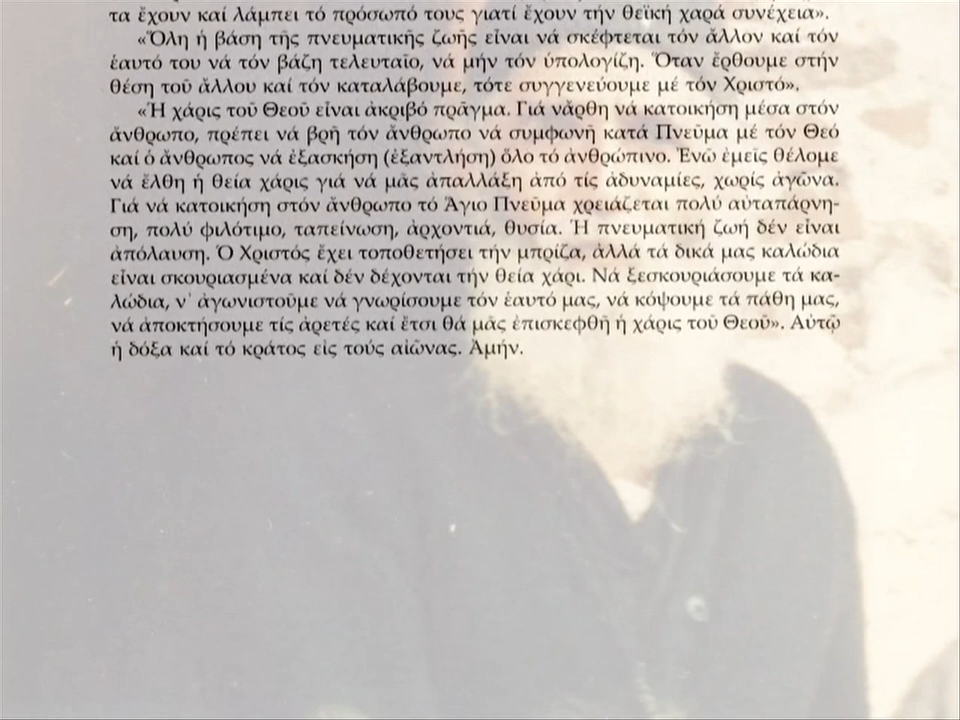 τα ἔχουν καί λάμπει τό πρόσωπό τους γιατί ἔχουν τήν θεϊκή χαρά συνέχεια».
«Ὅλη ἡ βάση τῆς πνευματικῆς ζωῆς εἶναι νά σκέφτεται τόν ἄλλον καί τόν
ἑαυτό του νά τόν βάζη τελευταῖο, νά μήν τόν ὑπολογίζη. Ὅταν ἔρθουμε στήν
θέση τοῦ ἄλλου καί τόν καταλάβουμε, τότε συγγενεύουμε μέ τόν Χριστό».
«Ἡ χάρις τοῦ Θεοῦ εἶναι ἀκριβό πρᾶγμα. Γιά νἄρθη νά κατοικήση μέσα στόν
ἄνθρωπο, πρέπει νά βρῆ τόν ἄνθρωπο νά συμφωνῆ κατά Πνεῦμα μέ τόν Θεό
καί ὁ ἄνθρωπος νά ἐξασκήση (ἐξαντλήση) ὅλο τό ἀνθρώπινο. Ἐνῶ ἐμεῖς θέλομε
νά ἔλθη ἡ θεία χάρις γιά νά μᾶς ἀπαλλάξη ἀπό τίς ἀδυναμίες, χωρίς ἀγῶνα.
Γιά νά κατοικήση στόν ἄνθρωπο τό Ἅγιο Πνεῦμα χρειάζεται πολύ αὐταπάρνη-
ση, πολύ φιλότιμο, ταπείνωση, ἀρχοντιά, θυσία. Ἡ πνευματική ζωή δέν εἶναι
ἀπόλαυση. Ὁ Χριστός ἔχει τοποθετήσει τήν μπρίζα, ἀλλά τά δικά μας καλώδια
εἶναι σκουριασμένα καί δέν δέχονται τήν θεία χάρι. Νά ξεσκουριάσουμε τά κα-
λώδια, ν᾿ ἀγωνιστοῦμε νά γνωρίσουμε τόν ἑαυτό μας, νά κόψουμε τά πάθη μας,
νά ἀποκτήσουμε τίς ἀρετές καί ἔτσι θά μᾶς ἐπισκεφθῆ ἡ χάρις τοῦ Θεοῦ». Αὐτῷ
ἡ δόξα καί τό κράτος εἰς τούς αἰῶνας. Ἀμήν.